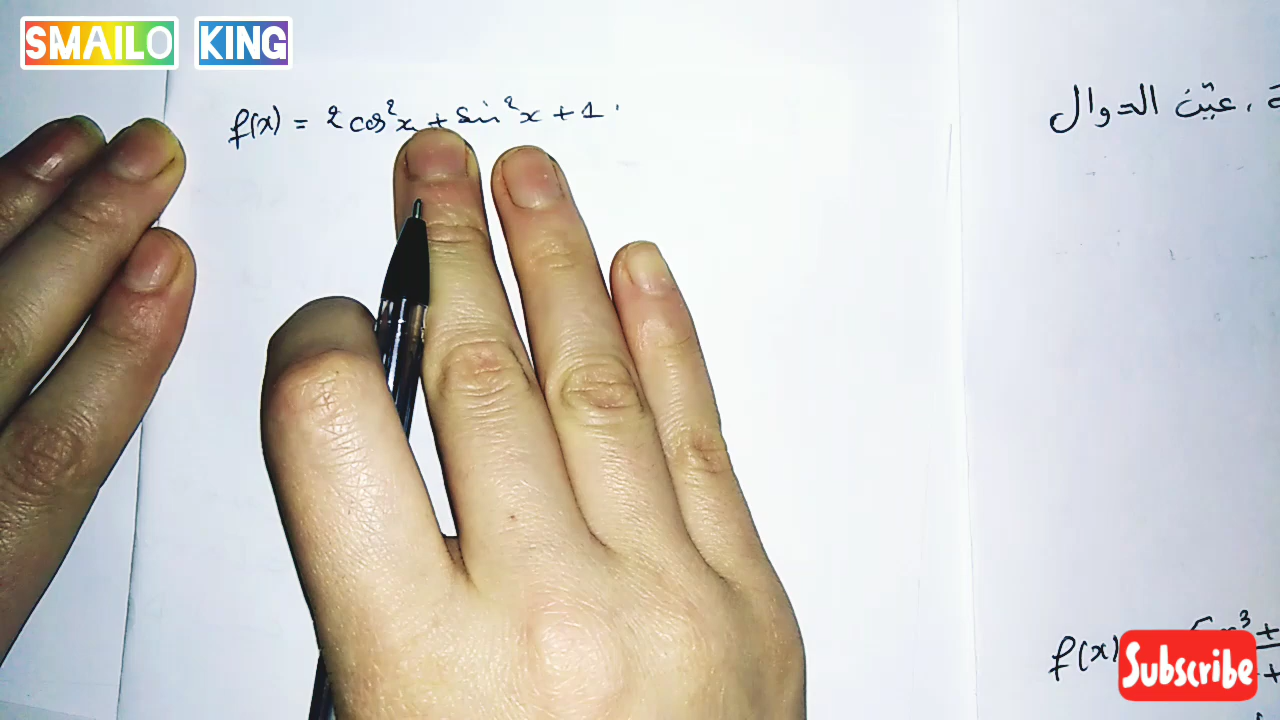 SMAILO KING
f(x) = 2cos²x + sin²x + 1.
عيّن الدوال
f(x)
Subscribe